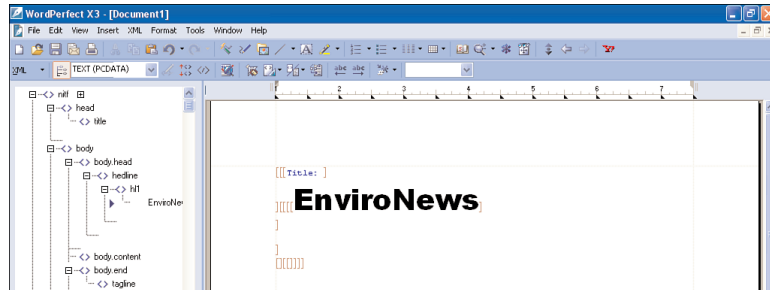 WordPerfect X3 - [Document1]
File Edit View Insert XML Format Tools Window Help
XML TEXT (PCDATA)
nitf
head
title
body
body.head
hedline
hl1
EnviroNe
body.content
body.end
tagline
1 2 3 4 5 6 7
[[[Title: ]
][[[[EnviroNews]
]
]
[][[]]]]